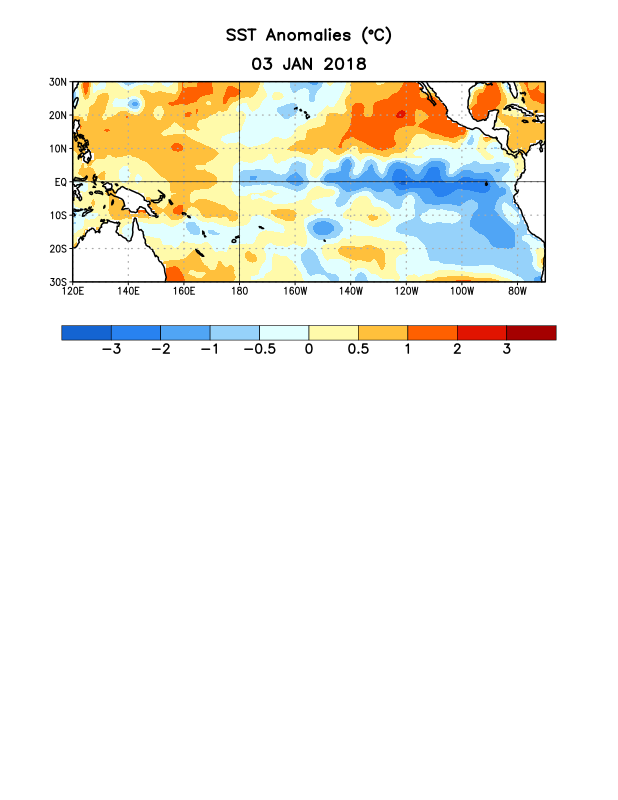 SST Anomalies (°C)
03 JAN 2018
30N
20N
10N
EQ
10S
20S
30S
120E 140E 160E 180 160W 140W 120W 100W 80W
−3 −2 −1 −0.5 0 0.5 1 2 3